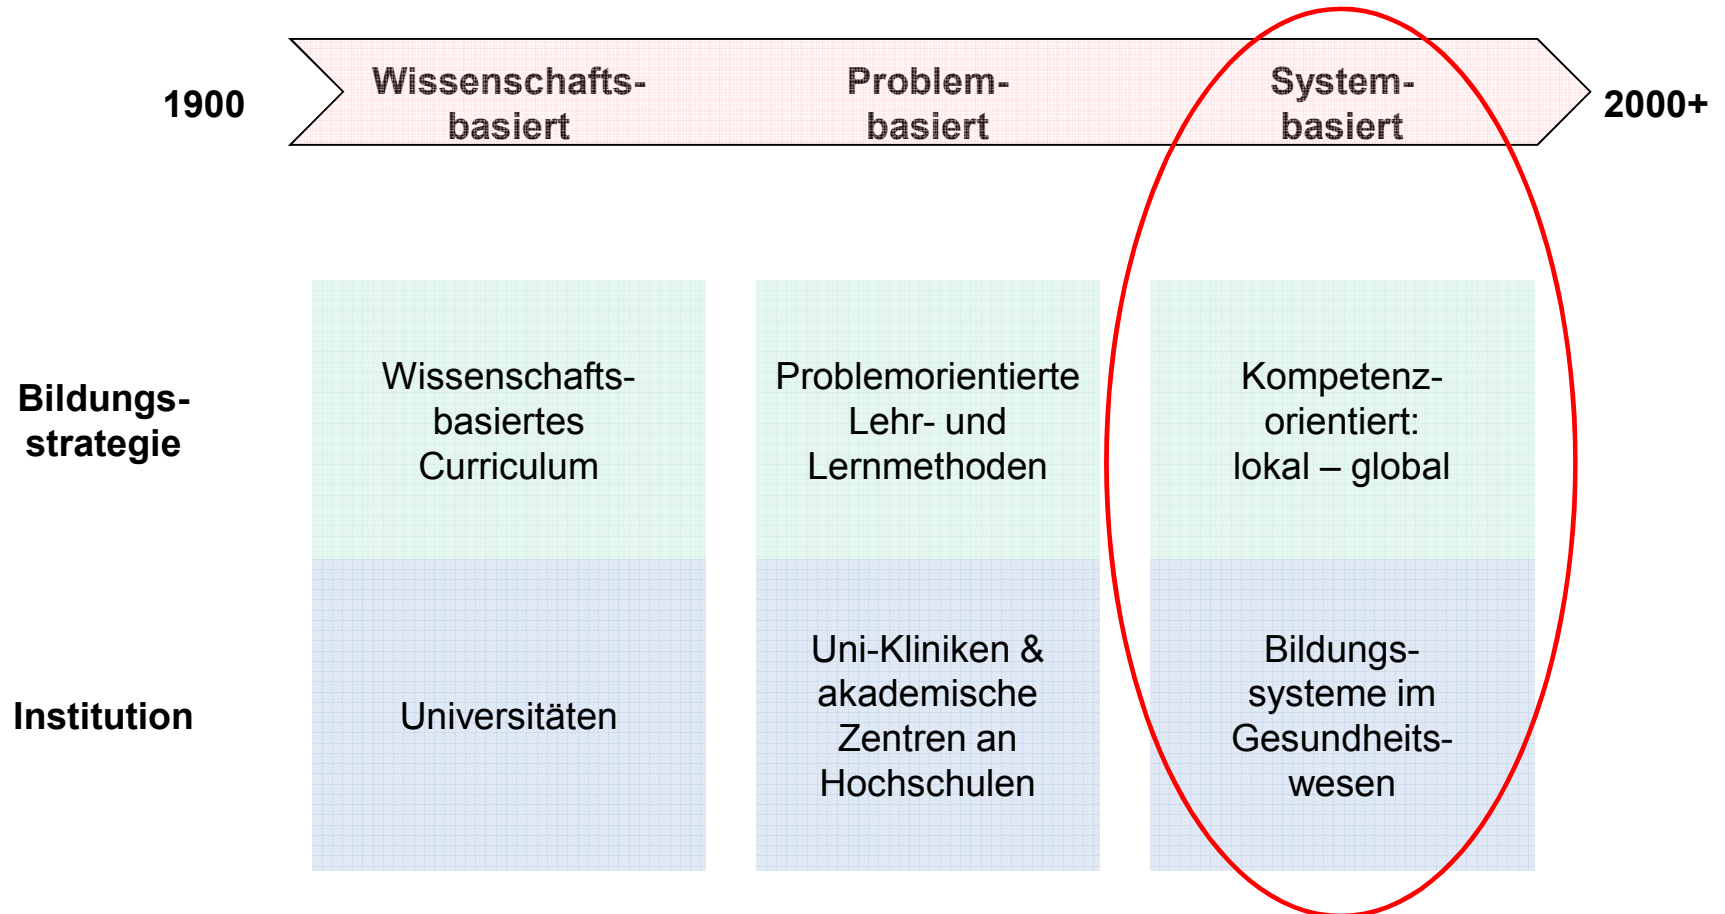 1900
Wissenschafts-
basiert
Problem-
basiert
System-
basiert
2000+
Bildungs-
strategie
Wissenschafts-
basiertes
Curriculum
Problemorientierte
Lehr- und
Lernmethoden
Kompetenz-
orientiert:
lokal – global
Institution
Universitäten
Uni-Kliniken &
akademische
Zentren an
Hochschulen
Bildungs-
systeme im
Gesundheits-
wesen